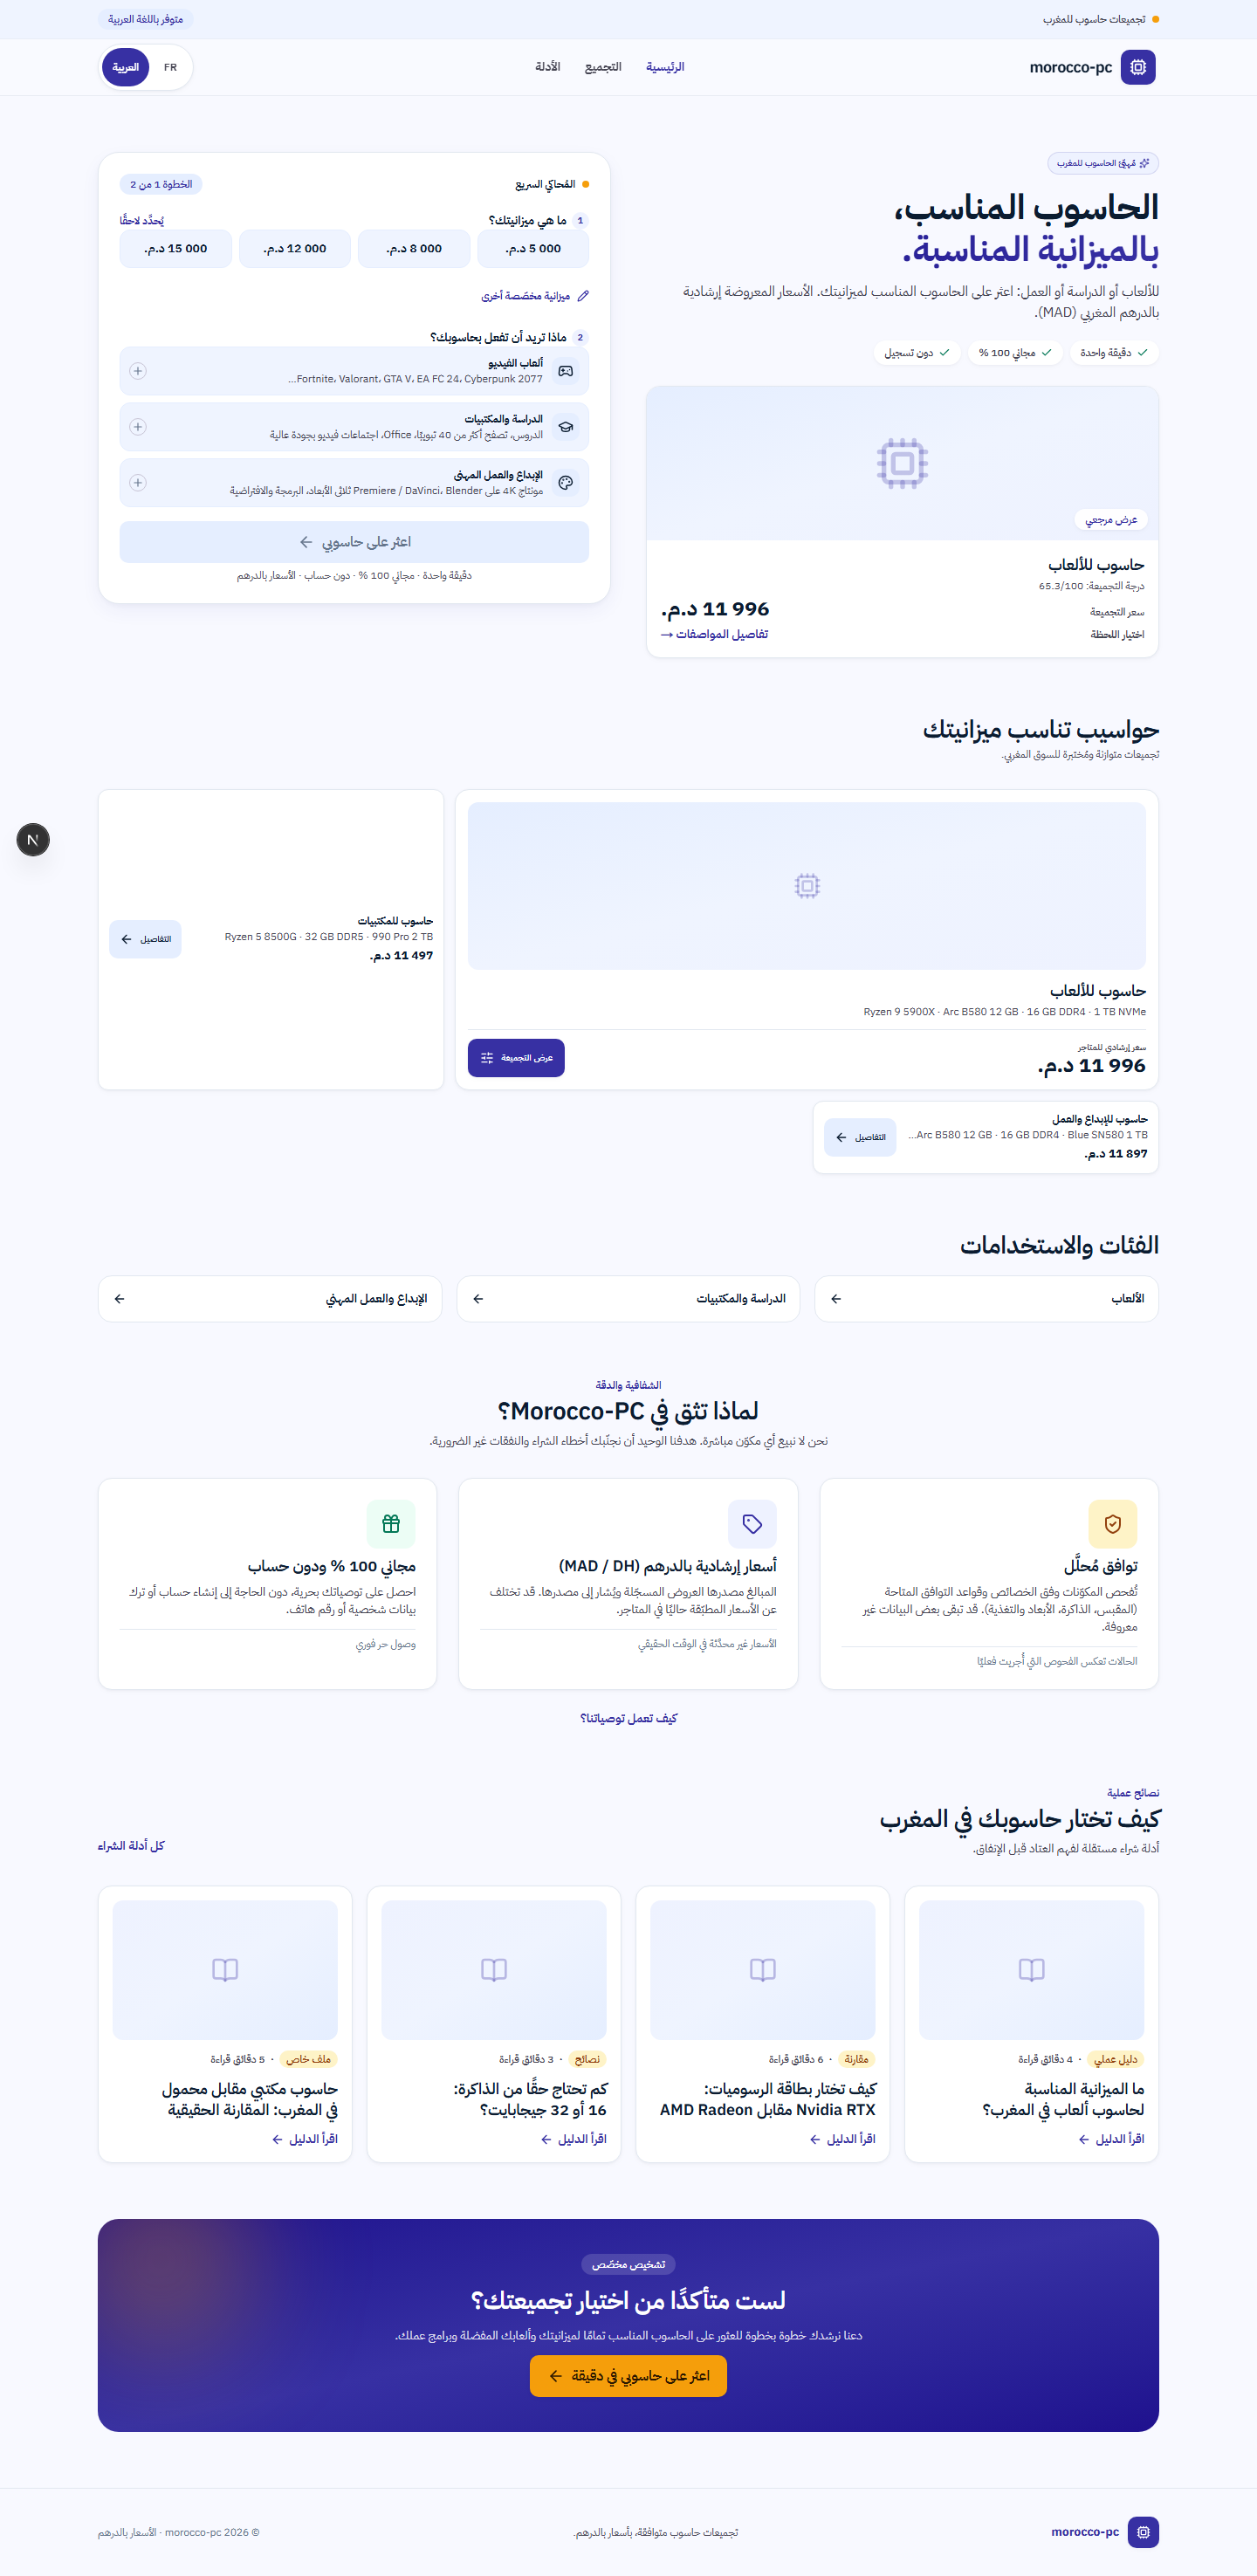 تجميعات حاسوب للمغرب
متوفر باللغة العربية
morocco-pc
الرئيسية
التجميع
الأدلة
FR
العربية
مُهيّئ الحاسوب للمغرب
الحاسوب المناسب،
بالميزانية المناسبة.
للألعاب أو الدراسة أو العمل: اعثر على الحاسوب المناسب لميزانيتك. الأسعار المعروضة إرشادية
بالدرهم المغربي (MAD).
دقيقة واحدة
مجاني 100 %
دون تسجيل
عرض مرجعي
حاسوب للألعاب
درجة التجميعة: 65.3/100
سعر التجميعة
11 996 د.م.
اختيار اللحظة
تفاصيل المواصفات →
المُحاكي السريع
الخطوة 1 من 2
1 ما هي ميزانيتك؟
يُحدَّد لاحقًا
5 000 د.م.
8 000 د.م.
12 000 د.م.
15 000 د.م.
ميزانية مخصّصة أخرى
2 ماذا تريد أن تفعل بحاسوبك؟
ألعاب الفيديو
Fortnite، Valorant، GTA V، EA FC 24، Cyberpunk 2077...
الدراسة والمكتبيات
الدروس، تصفح أكثر من 40 تبويبًا، Office، اجتماعات فيديو بجودة عالية
الإبداع والعمل المهني
مونتاج 4K على Premiere / DaVinci، Blender ثلاثي الأبعاد، البرمجة والافتراضية
اعثر على حاسوبي
دقيقة واحدة · مجاني 100 % · دون حساب · الأسعار بالدرهم
حواسيب تناسب ميزانيتك
تجميعات متوازنة ومُختبرة للسوق المغربي.
حاسوب للألعاب
Ryzen 9 5900X · Arc B580 12 GB · 16 GB DDR4 · 1 TB NVMe
سعر إرشادي للمتاجر
11 996 د.م.
عرض التجميعة
حاسوب للمكتبيات
Ryzen 5 8500G · 32 GB DDR5 · 990 Pro 2 TB
11 497 د.م.
التفاصيل
حاسوب للإبداع والعمل
Arc B580 12 GB · 16 GB DDR4 · Blue SN580 1 TB...
11 897 د.م.
التفاصيل
الفئات والاستخدامات
الألعاب
الدراسة والمكتبيات
الإبداع والعمل المهني
الشفافية والدقة
لماذا تثق في Morocco-PC؟
نحن لا نبيع أي مكوّن مباشرة. هدفنا الوحيد أن نجنّبك أخطاء الشراء والنفقات غير الضرورية.
توافق مُحلَّل
تُفحص المكوّنات وفق الخصائص وقواعد التوافق المتاحة
(المقبس، الذاكرة، الأبعاد والتغذية). قد تبقى بعض البيانات غير
معروفة.
الحالات تعكس الفحوص التي أُجريت فعليًا
أسعار إرشادية بالدرهم (MAD / DH)
المبالغ مصدرها العروض المسجّلة ويُشار إلى مصدرها. قد تختلف
عن الأسعار المطبّقة حاليًا في المتاجر.
الأسعار غير محدَّثة في الوقت الحقيقي
مجاني 100 % ودون حساب
احصل على توصياتك بحرية، دون الحاجة إلى إنشاء حساب أو ترك
بيانات شخصية أو رقم هاتف.
وصول حر فوري
كيف تعمل توصياتنا؟
نصائح عملية
كيف تختار حاسوبك في المغرب
أدلة شراء مستقلة لفهم العتاد قبل الإنفاق.
كل أدلة الشراء
دليل عملي · 4 دقائق قراءة
ما الميزانية المناسبة
لحاسوب ألعاب في المغرب؟
اقرأ الدليل
مقارنة · 6 دقائق قراءة
كيف تختار بطاقة الرسوميات:
Nvidia RTX مقابل AMD Radeon
اقرأ الدليل
نصائح · 3 دقائق قراءة
كم تحتاج حقًا من الذاكرة:
16 أو 32 جيجابايت؟
اقرأ الدليل
ملف خاص · 5 دقائق قراءة
حاسوب مكتبي مقابل محمول
في المغرب: المقارنة الحقيقية
اقرأ الدليل
تشخيص مخصّص
لست متأكدًا من اختيار تجميعتك؟
دعنا نرشدك خطوة بخطوة للعثور على الحاسوب المناسب تمامًا لميزانيتك وألعابك المفضلة وبرامج عملك.
اعثر على حاسوبي في دقيقة
morocco-pc
تجميعات حاسوب متوافقة، بأسعار بالدرهم.
© 2026 morocco-pc · الأسعار بالدرهم